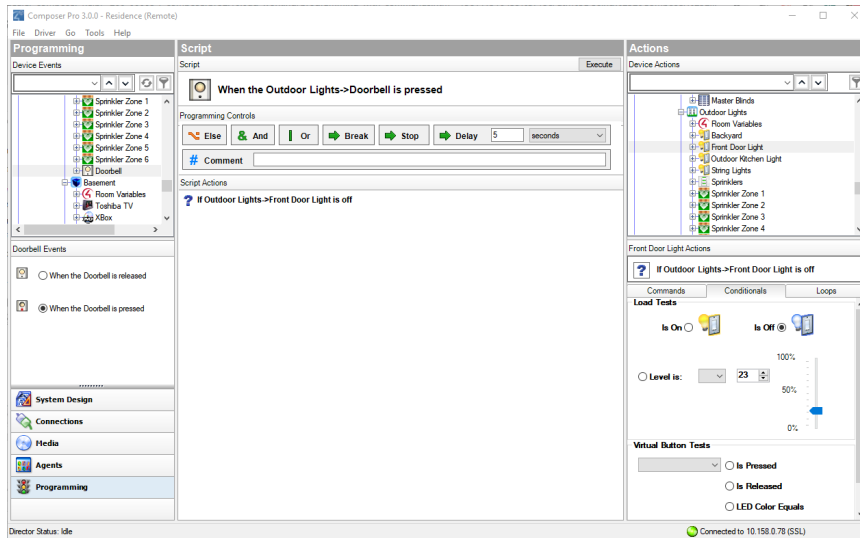 Composer Pro 3.0.0 - Residence (Remote)
File Driver Go Tools Help
Programming
Device Events
Sprinkler Zone 1
Sprinkler Zone 2
Sprinkler Zone 3
Sprinkler Zone 4
Sprinkler Zone 5
Sprinkler Zone 6
Doorbell
Basement
Room Variables
Toshiba TV
XBox
Doorbell Events
When the Doorbell is released
When the Doorbell is pressed
System Design
Connections
Media
Agents
Programming
Script
Script Execute
When the Outdoor Lights->Doorbell is pressed
Programming Controls
Else And Or Break Stop Delay 5 seconds
# Comment
Script Actions
If Outdoor Lights->Front Door Light is off
Actions
Device Actions
Master Blinds
Outdoor Lights
Room Variables
Backyard
Front Door Light
Outdoor Kitchen Light
String Lights
Sprinklers
Sprinkler Zone 1
Sprinkler Zone 2
Sprinkler Zone 3
Sprinkler Zone 4
Front Door Light Actions
If Outdoor Lights->Front Door Light is off
Commands Conditionals Loops
Load Tests
Is On Is Off
100%
Level is: 23
50%
0%
Virtual Button Tests
Is Pressed
Is Released
LED Color Equals
Director Status: Idle
Connected to 10.158.0.78 (SSL)